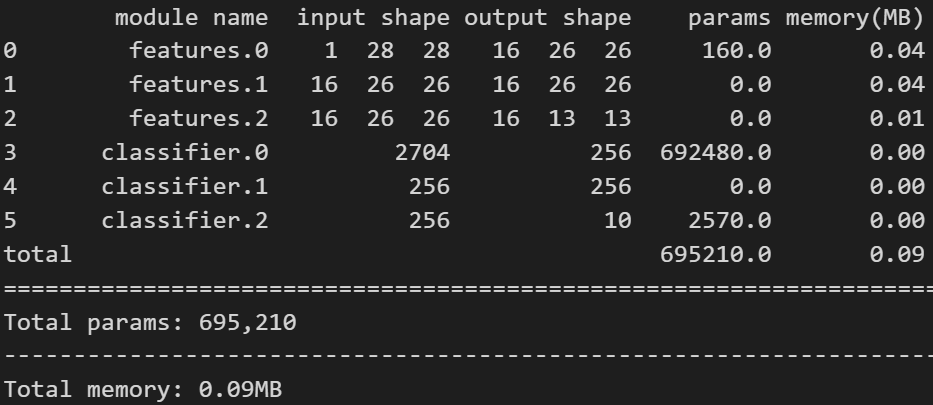 module name input shape output shape params memory(MB)
0 features.0 1 28 28 16 26 26 160.0 0.04
1 features.1 16 26 26 16 26 26 0.0 0.04
2 features.2 16 26 26 16 13 13 0.0 0.01
3 classifier.0 2704 256 692480.0 0.00
4 classifier.1 256 256 0.0 0.00
5 classifier.2 256 10 2570.0 0.00
total 695210.0 0.09
===================================================================
Total params: 695,210
-------------------------------------------------------------------
Total memory: 0.09MB